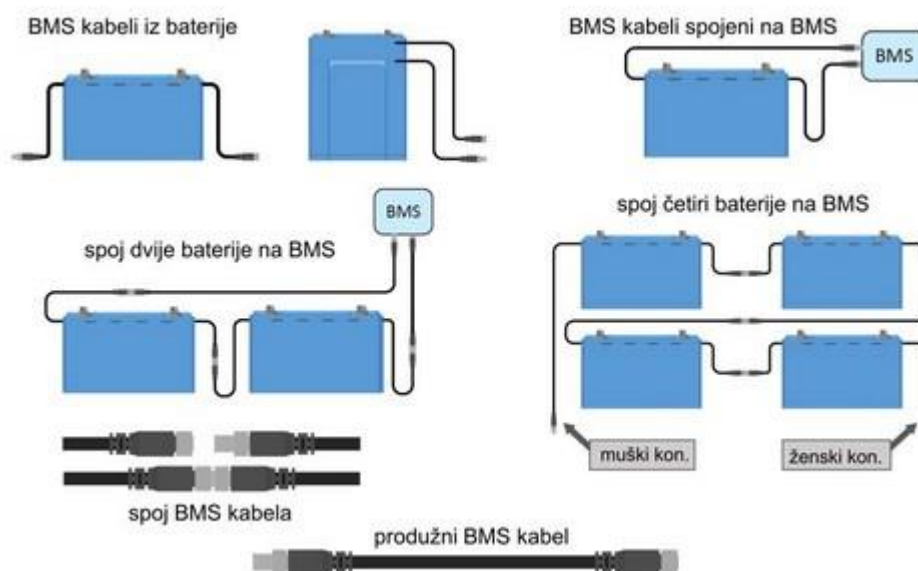 BMS kabeli iz baterije
BMS kabeli spojeni na BMS
BMS
BMS
spoj dvije baterije na BMS
spoj četiri baterije na BMS
muški kon.
ženski kon.
spoj BMS kabela
produžni BMS kabel